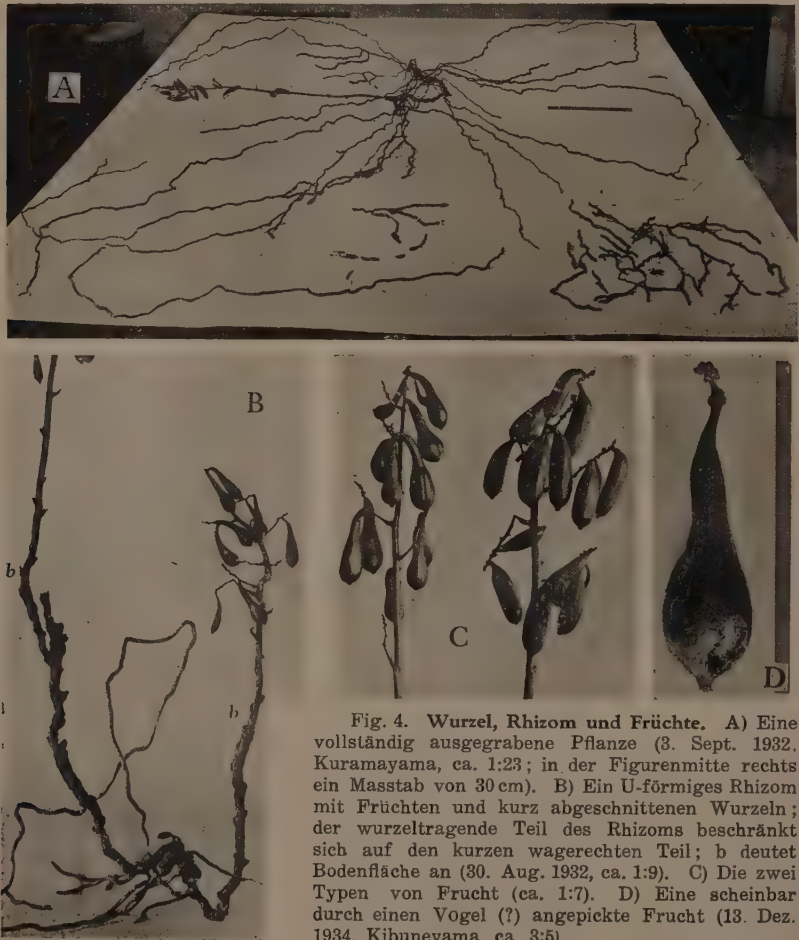 A
B
b
b
C
D
Fig. 4. Wurzel, Rhizom und Früchte. A) Eine
vollständig ausgegrabene Pflanze (3. Sept. 1932.
Kuramayama, ca. 1:23; in der Figurenmitte rechts
ein Masstab von 30 cm). B) Ein U-förmiges Rhizom
mit Früchten und kurz abgeschnittenen Wurzeln;
der wurzeltragende Teil des Rhizoms beschränkt
sich auf den kurzen wagerechten Teil; b deutet
Bodenfläche an (30. Aug. 1932, ca. 1:9). C) Die zwei
Typen von Frucht (ca. 1:7). D) Eine scheinbar
durch einen Vogel (?) angepickte Frucht (13. Dez.
1934, Kibuneyama, ca. 3:5)